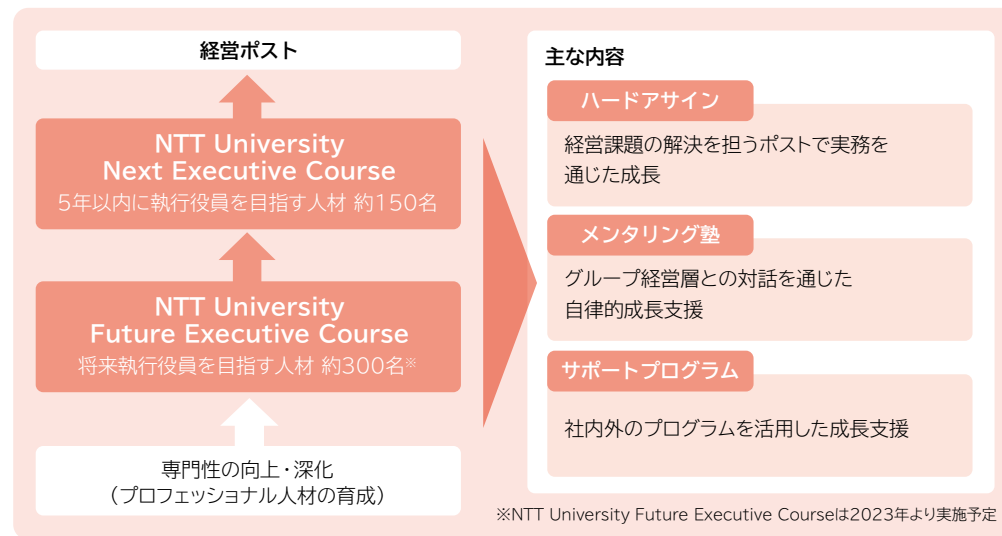 経営ポスト
NTT University
Next Executive Course
5年以内に執行役員を目指す人材 約150名
NTT University
Future Executive Course
将来執行役員を目指す人材 約300名※
専門性の向上・深化
（プロフェッショナル人材の育成）
主な内容
ハードアサイン
経営課題の解決を担うポストで実務を
通じた成長
メンタリング塾
グループ経営層との対話を通じた
自律的成長支援
サポートプログラム
社内外のプログラムを活用した成長支援
※NTT University Future Executive Courseは2023年より実施予定